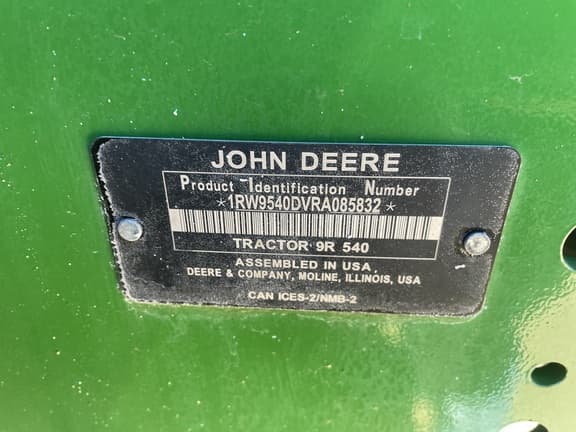 JOHN DEERE
Product Identification Number
*1RW9540DVRA085832*
TRACTOR 9R 540
ASSEMBLED IN USA
DEERE & COMPANY, MOLINE, ILLINOIS, USA
CAN ICES-2/NMB-2